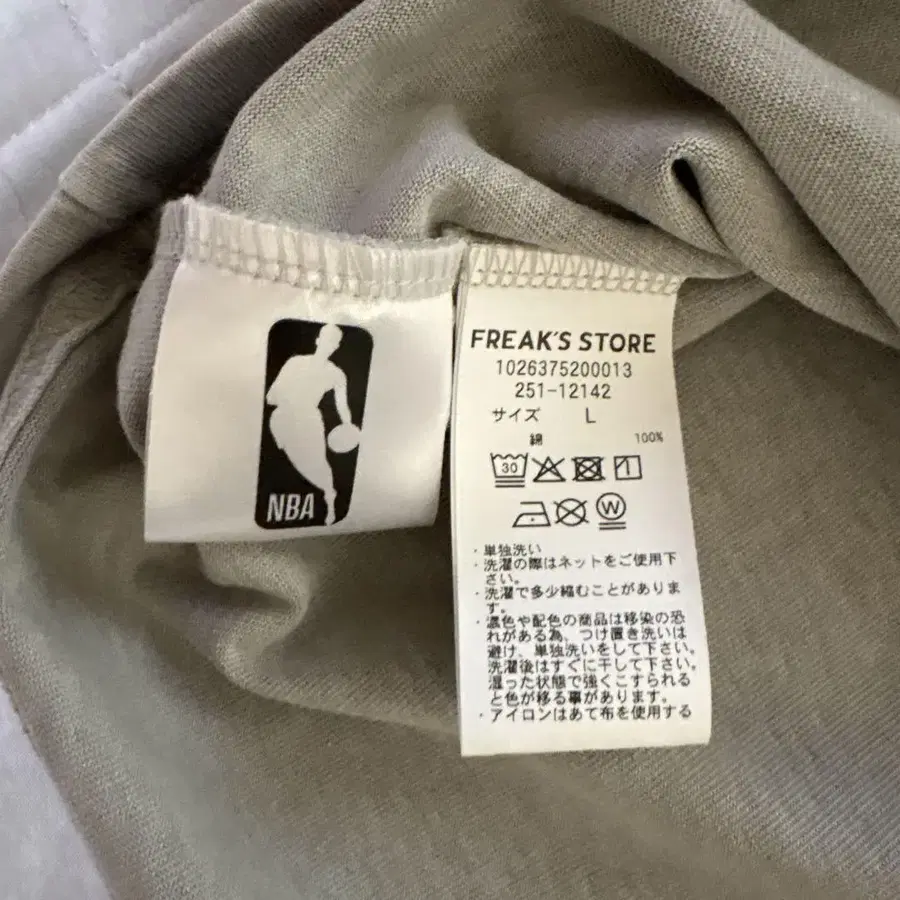 NBA
FREAK'S STORE
1026375200013
251-12142
サイズ L
綿 100%
30 1
W
・単独洗い
・洗濯の際はネットをご使用下
さい。
・洗濯で多少縮むことがありま
す。
・濃色や配色の商品は移染の恐
れがある為、つけ置き洗いは
避け、単独洗いをして下さい。
洗濯後はすぐに干して下さい。
湿った状態で強くこすられる
と色が移る事があります。
・アイロンはあて布を使用する